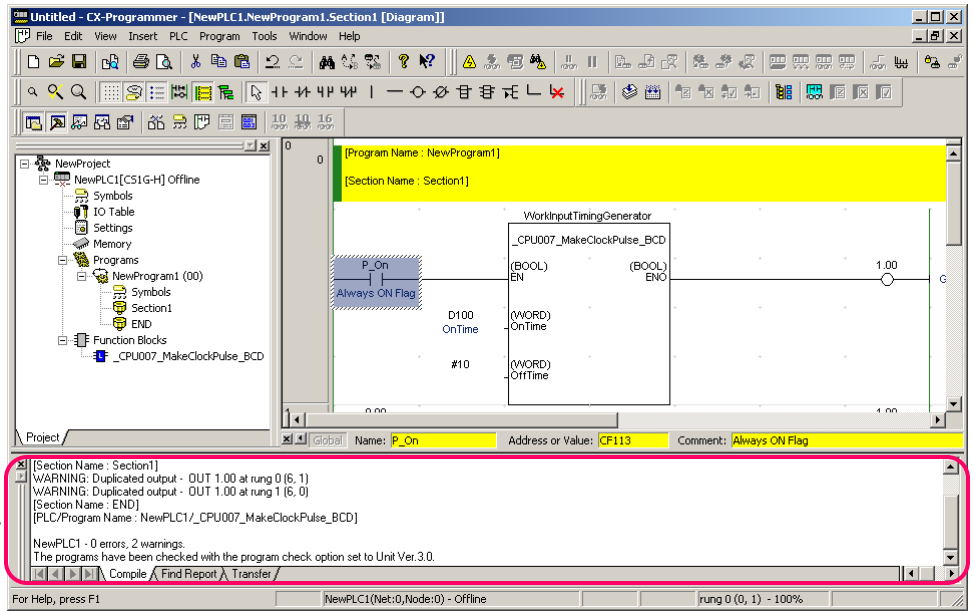 Untitled - CX-Programmer - [NewPLC1.NewProgram1.Section1 [Diagram]]
File Edit View Insert PLC Program Tools Window Help
10 10 16
NewProject
NewPLC1[CS1G-H] Offline
Symbols
IO Table
Settings
Memory
Programs
NewProgram1 (00)
Symbols
Section1
END
Function Blocks
_CPU007_MakeClockPulse_BCD
Project
0
0
[Program Name : NewProgram1]
[Section Name : Section1]
WorkInputTimingGenerator
_CPU007_MakeClockPulse_BCD
P_On
Always ON Flag
(BOOL) (BOOL)
EN ENO
1.00
D100 (WORD)
OnTime OnTime
#10 (WORD)
OffTime
1 0.00 1.00
Global Name: P_On Address or Value: CF113 Comment: Always ON Flag
[Section Name : Section1]
WARNING: Duplicated output - OUT 1.00 at rung 0 (6, 1)
WARNING: Duplicated output - OUT 1.00 at rung 1 (6, 0)
[Section Name : END]
[PLC/Program Name : NewPLC1/_CPU007_MakeClockPulse_BCD]
NewPLC1 - 0 errors, 2 warnings.
The programs have been checked with the program check option set to Unit Ver.3.0.
Compile Find Report Transfer
For Help, press F1 NewPLC1(Net:0,Node:0) - Offline rung 0 (0, 1) - 100%